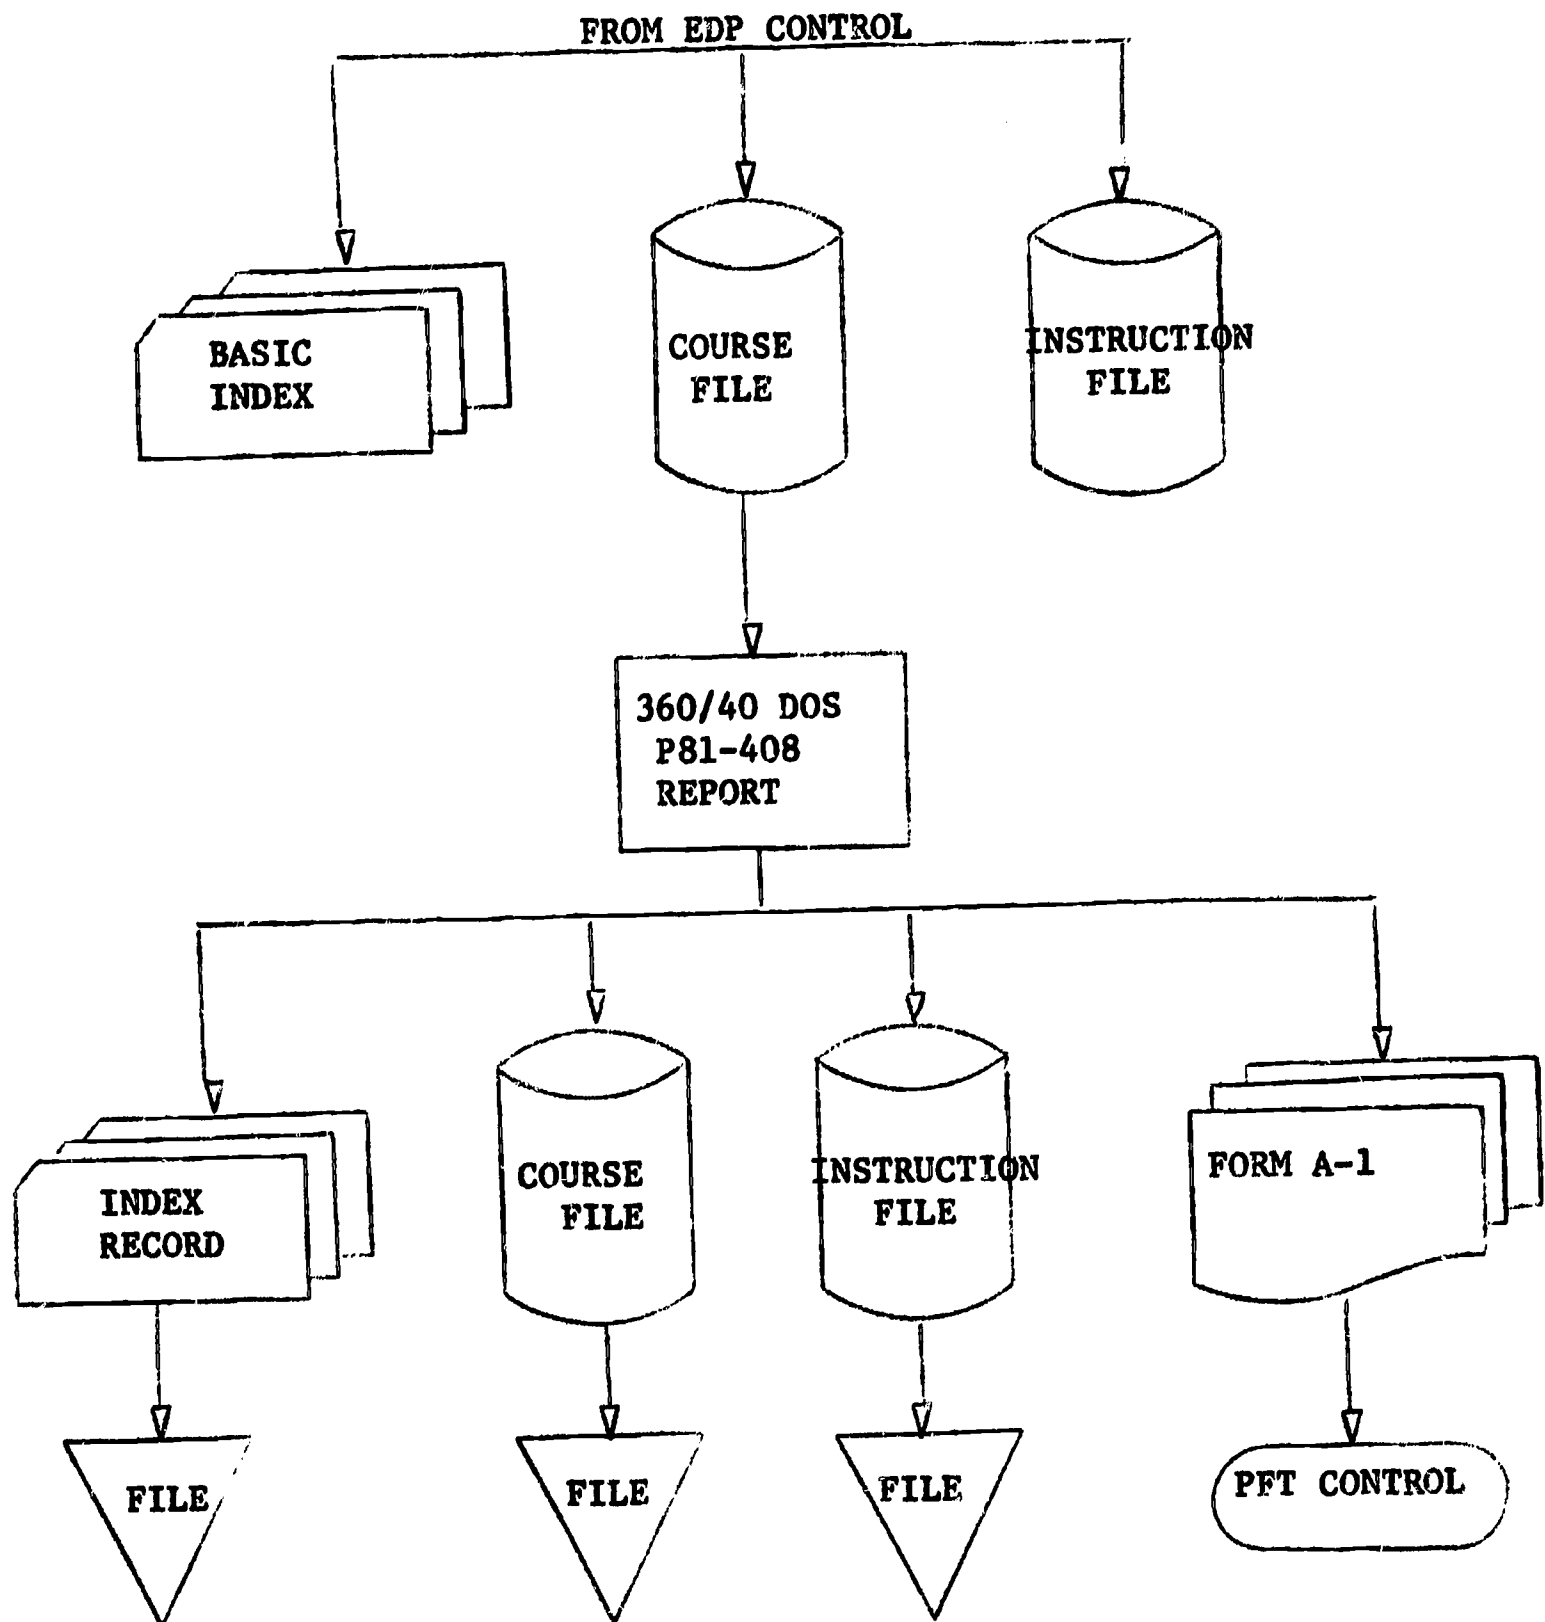 FROM EDP CONTROL
BASIC
INDEX
COURSE
FILE
INSTRUCTION
FILE
360/40 DOS
P81-408
REPORT
INDEX
RECORD
COURSE
FILE
INSTRUCTION
FILE
FORM A-1
FILE
FILE
FILE
PFT CONTROL